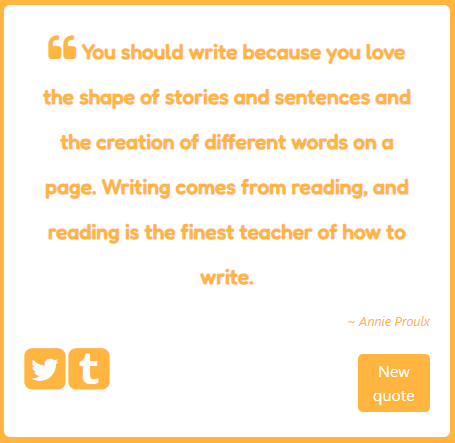 ❝ You should write because you love
the shape of stories and sentences and
the creation of different words on a
page. Writing comes from reading, and
reading is the finest teacher of how to
write.
~ Annie Proulx
New
quote